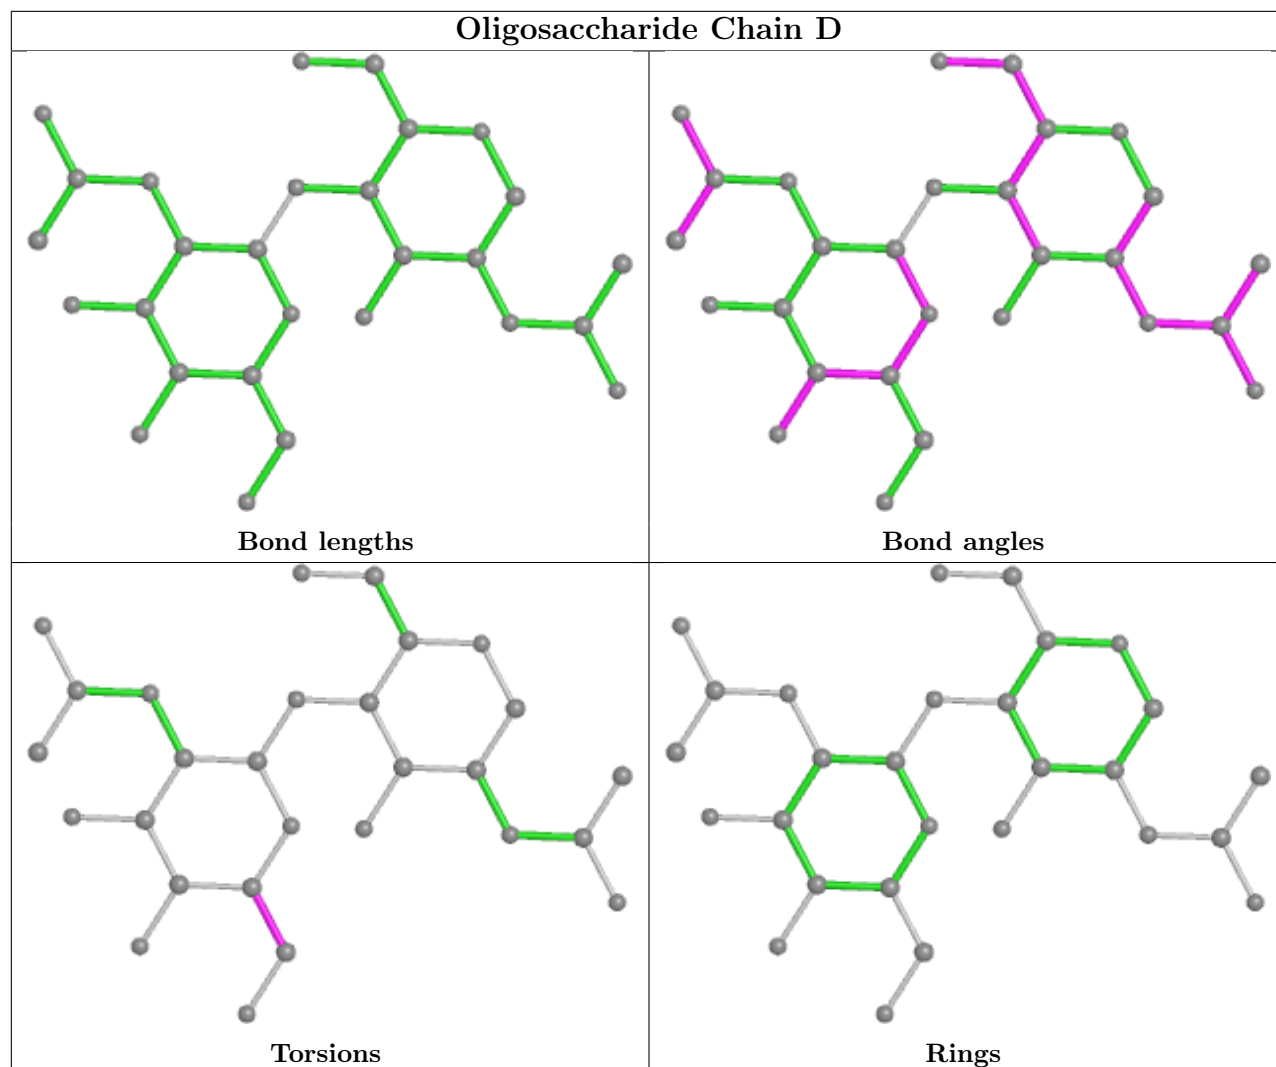 Oligosaccharide Chain D
Bond lengths
Bond angles
Torsions
Rings